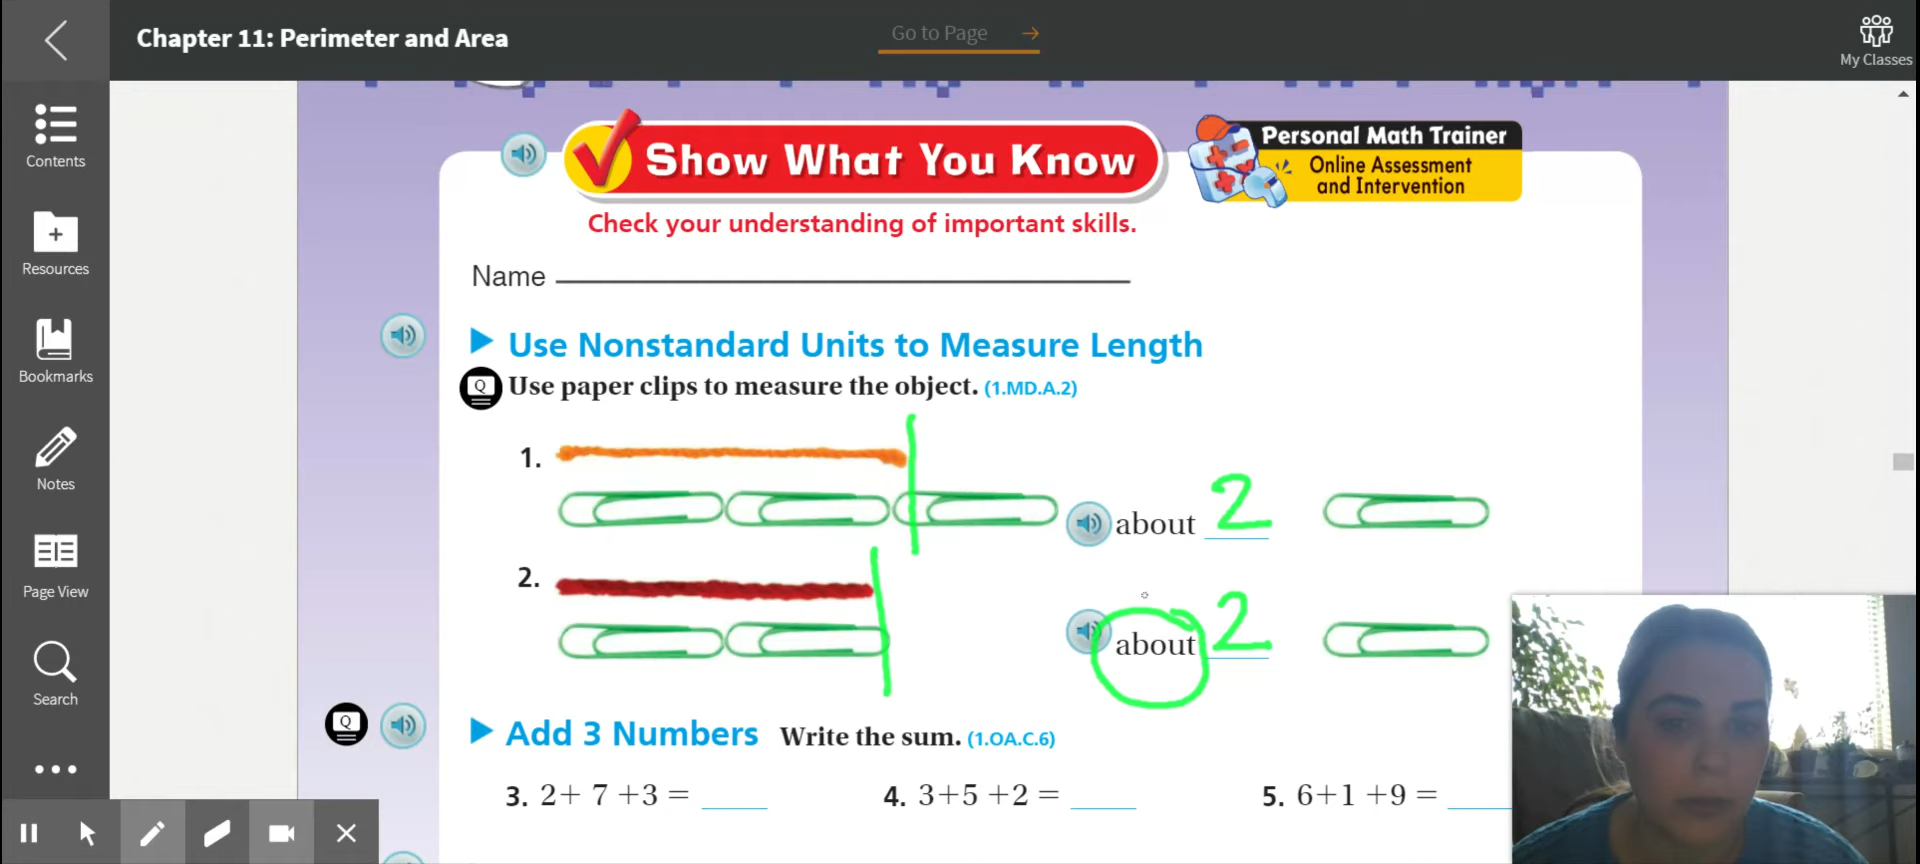 Chapter 11: Perimeter and Area
Go to Page →
My Classes
Contents
Resources
Bookmarks
Notes
Page View
Search
Show What You Know
Personal Math Trainer
Online Assessment
and Intervention
Check your understanding of important skills.
Name
Use Nonstandard Units to Measure Length
Q Use paper clips to measure the object. (1.MD.A.2)
1.
about 2
2.
about 2
Q Add 3 Numbers Write the sum. (1.OA.C.6)
3. 2+ 7 +3 = ____ 4. 3+5 +2 = ____ 5. 6+1 +9 = ____